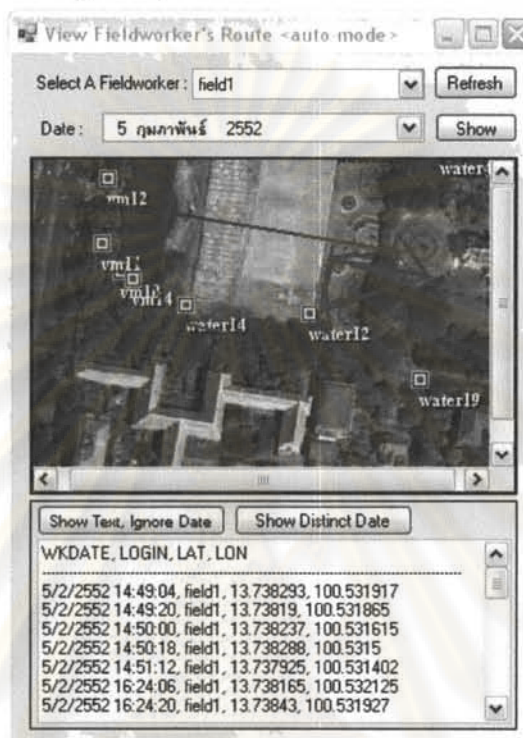 View Fieldworker's Route <auto mode>
Select A Fieldworker : field1
Refresh
Date : 5 กุมภาพันธ์ 2552
Show
water
vm12
vm11
vm14
water14
water12
water19
Show Text, Ignore Date
Show Distinct Date
WKDATE, LOGIN, LAT, LON
5/2/2552 14:49:04, field1, 13.738293, 100.531917
5/2/2552 14:49:20, field1, 13.73819, 100.531865
5/2/2552 14:50:00, field1, 13.738237, 100.531615
5/2/2552 14:50:18, field1, 13.738288, 100.5315
5/2/2552 14:51:12, field1, 13.737925, 100.531402
5/2/2552 16:24:06, field1, 13.738165, 100.532125
5/2/2552 16:24:20, field1, 13.73843, 100.531927